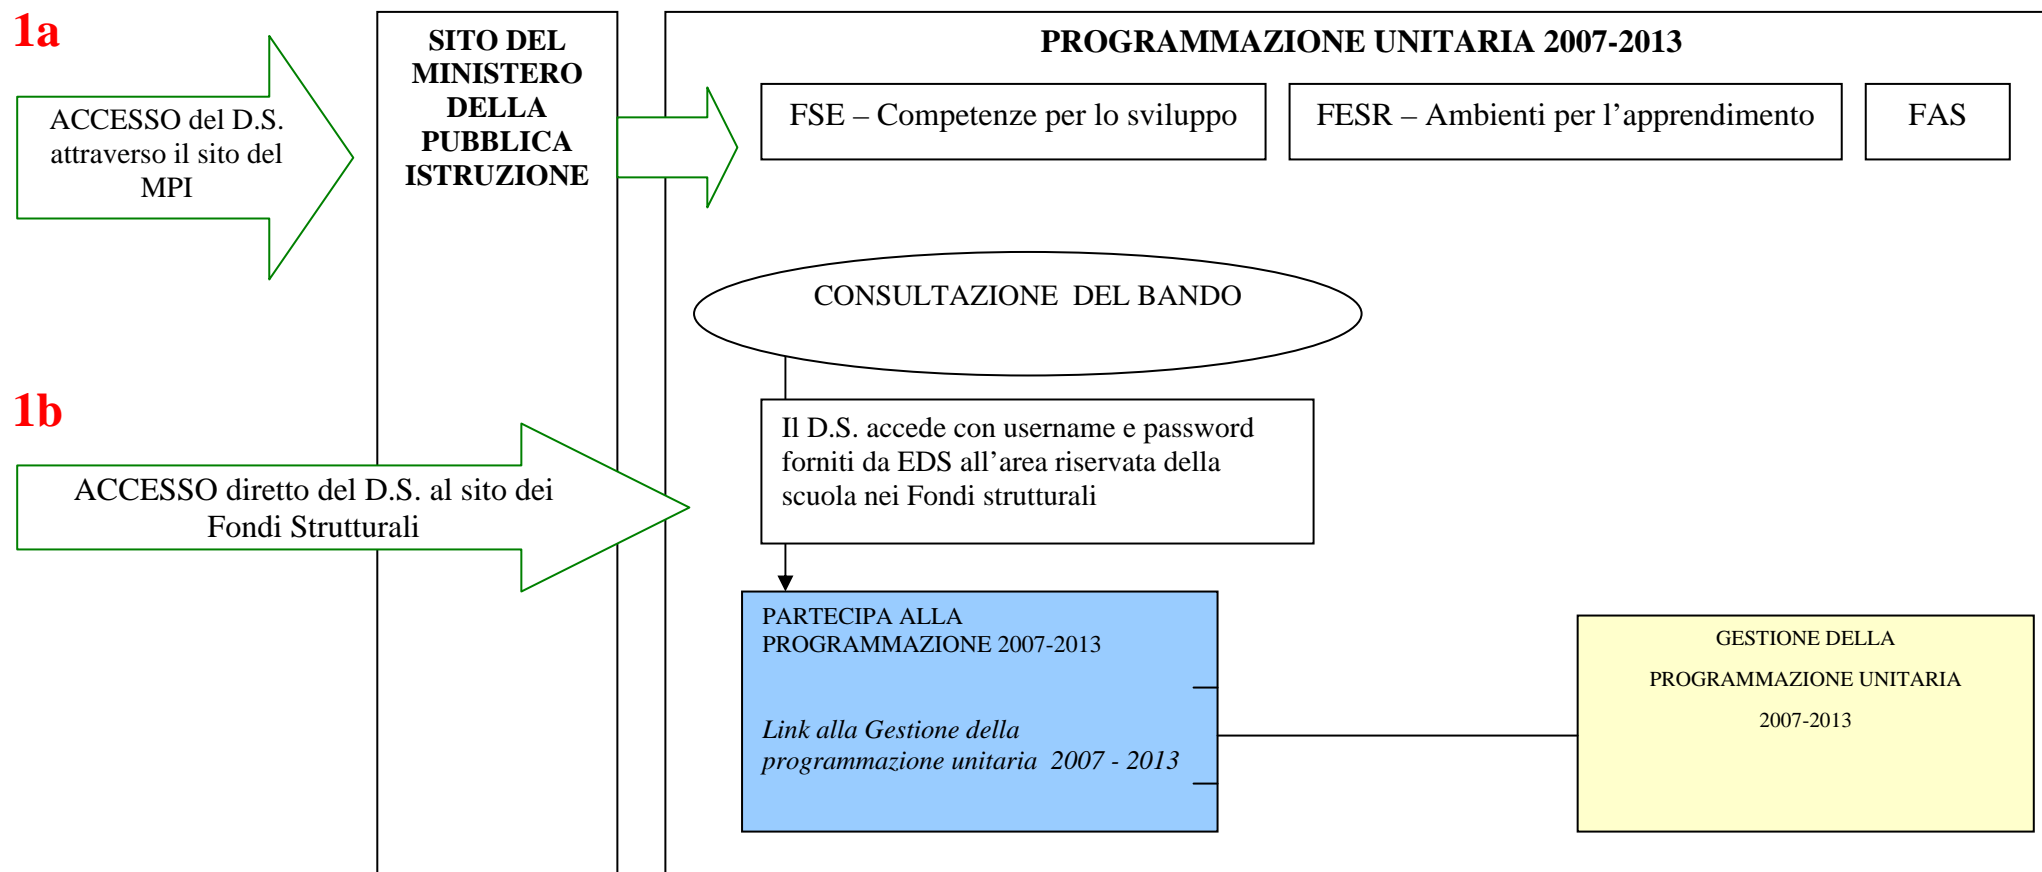 1a
ACCESSO del D.S.
attraverso il sito del
MPI
SITO DEL
MINISTERO
DELLA
PUBBLICA
ISTRUZIONE
PROGRAMMAZIONE UNITARIA 2007-2013
FSE – Competenze per lo sviluppo
FESR – Ambienti per l’apprendimento
FAS
CONSULTAZIONE DEL BANDO
1b
ACCESSO diretto del D.S. al sito dei
Fondi Strutturali
Il D.S. accede con username e password
forniti da EDS all’area riservata della
scuola nei Fondi strutturali
PARTECIPA ALLA
PROGRAMMAZIONE 2007-2013
Link alla Gestione della
programmazione unitaria 2007 - 2013
GESTIONE DELLA
PROGRAMMAZIONE UNITARIA
2007-2013